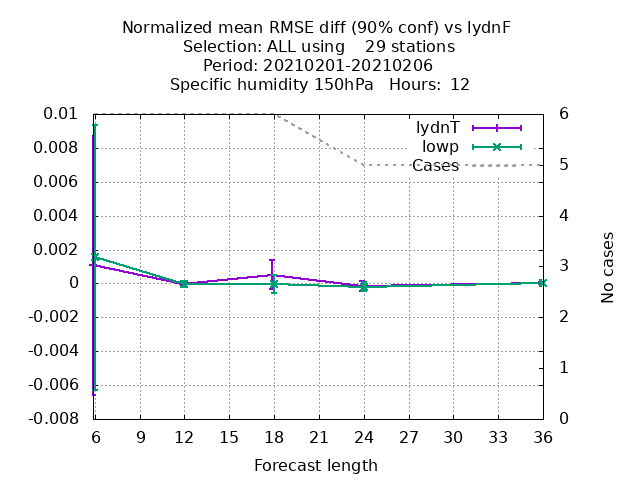 Normalized mean RMSE diff (90% conf) vs lydnF
Selection: ALL using    29 stations
Period: 20210201-20210206
Specific humidity 150hPa   Hours:  12
0.01
0.008
0.006
0.004
0.002
0
-0.002
-0.004
-0.006
-0.008
lydnT
lowp
Cases
6
5
4
3
2
1
0
No cases
6 9 12 15 18 21 24 27 30 33 36
Forecast length